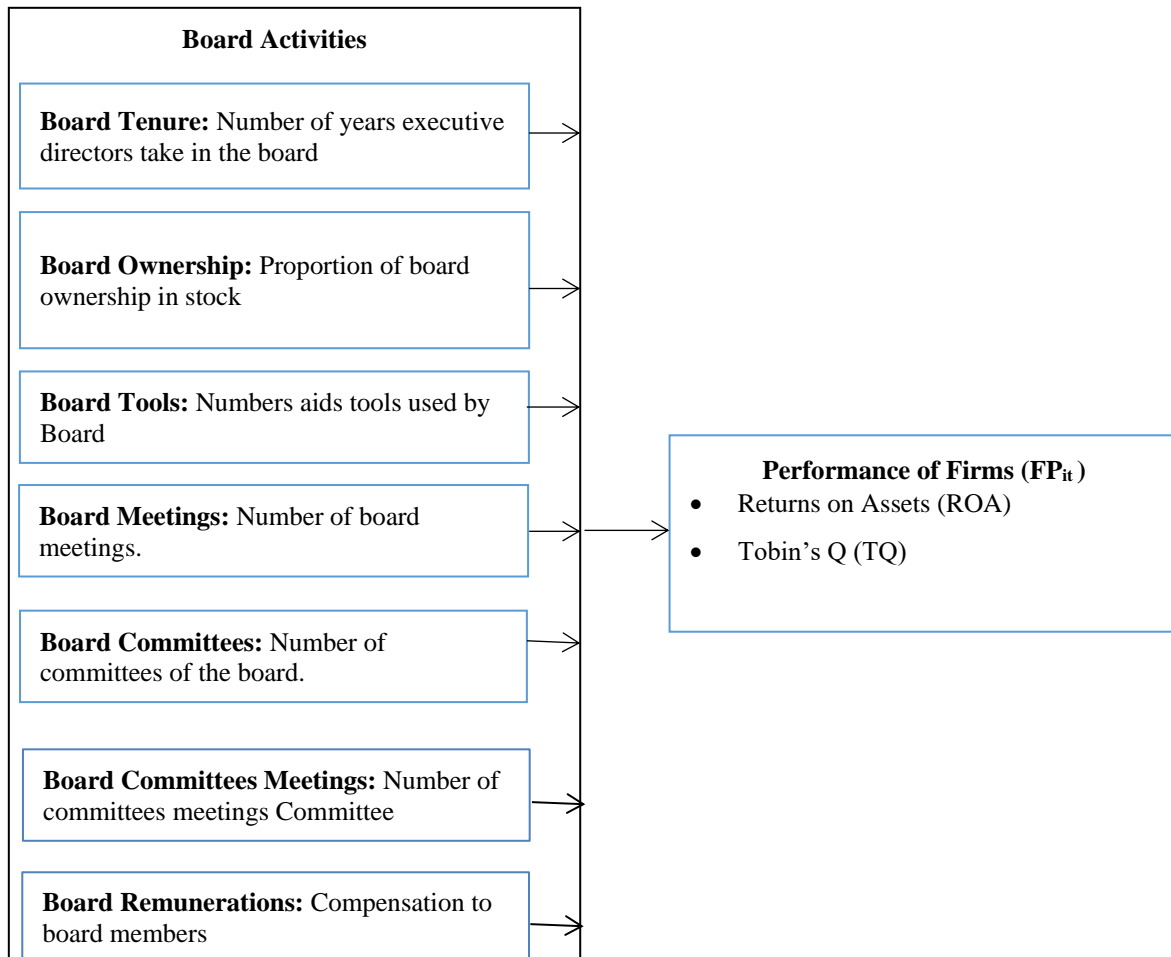 Board Activities
Board Tenure: Number of years executive
directors take in the board
Board Ownership: Proportion of board
ownership in stock
Board Tools: Numbers aids tools used by
Board
Board Meetings: Number of board
meetings.
Board Committees: Number of
committees of the board.
Board Committees Meetings: Number of
committees meetings Committee
Board Remunerations: Compensation to
board members
Performance of Firms (FPit )
• Returns on Assets (ROA)
• Tobin’s Q (TQ)